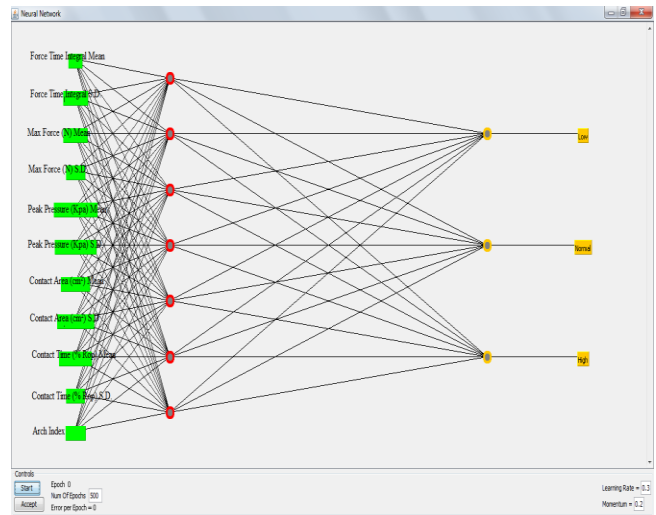 Neural Network
Force Time Integral Mean
Force Time Integral S.D
Max Force (N) Mean
Max Force (N) S.D
Peak Pressure (Kpa) Mean
Peak Pressure (Kpa) S.D
Contact Area (cm²) Mean
Contact Area (cm²) S.D
Contact Time (% Rop) Mean
Contact Time (% Rop) S.D
Arch Index
Low
Normal
High
Controls
Start
Accept
Epoch 0
Num Of Epochs 500
Error per Epoch = 0
Learning Rate = 0.3
Momentum = 0.2